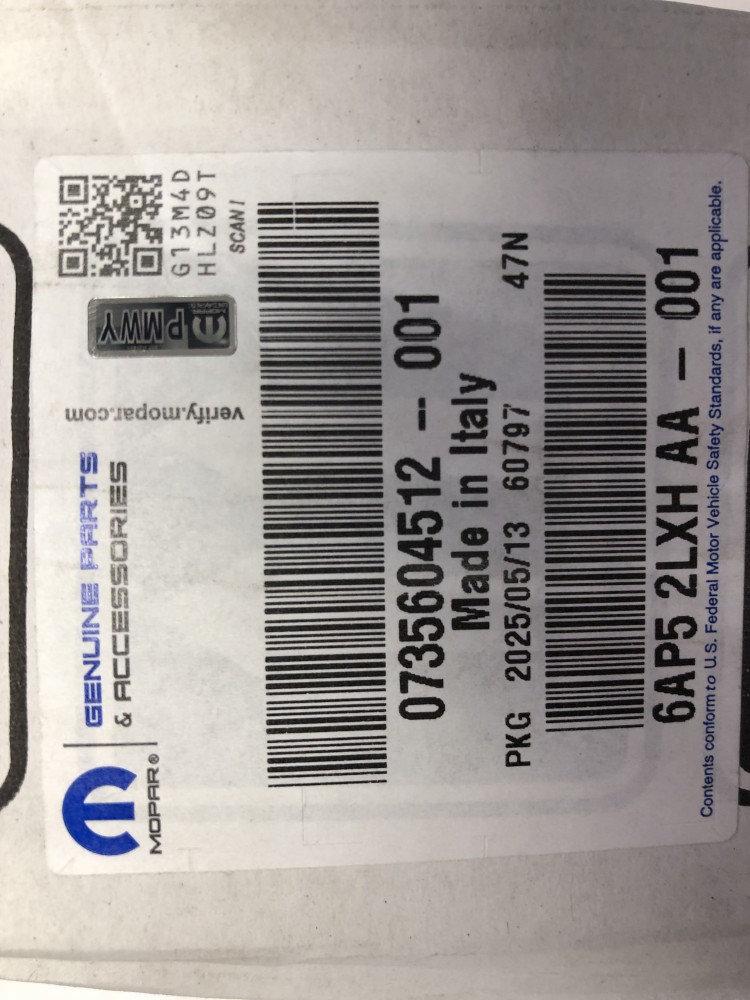 MOPAR®
GENUINE PARTS
& ACCESSORIES
verify.mopar.com
PMWY
G13M4D
HLZ09T
SCAN!
0735604512 -- 001
Made in Italy
PKG 2025/05/13 60797 47N
6AP5 2LXH AA - 001
Contents conform to U.S. Federal Motor Vehicle Safety Standards, if any are applicable.